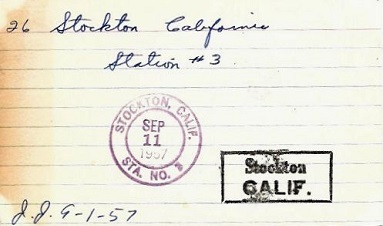 26 Stockton California
Station #3
STOCKTON, CALIF.
SEP
11
1957
STA. NO. 3
Stockton
CALIF.
J.J. 9-1-57